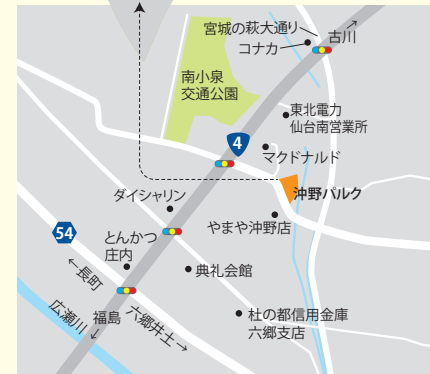 宮城の萩大通り
コナカ
古川
↑
南小泉
交通公園
東北電力
仙台南営業所
4
マクドナルド
沖野パルク
ダイシャリン
やまや沖野店
54
とんかつ
庄内
←長町
典礼会館
広瀬川
福島
↓
六郷井土→
杜の都信用金庫
六郷支店